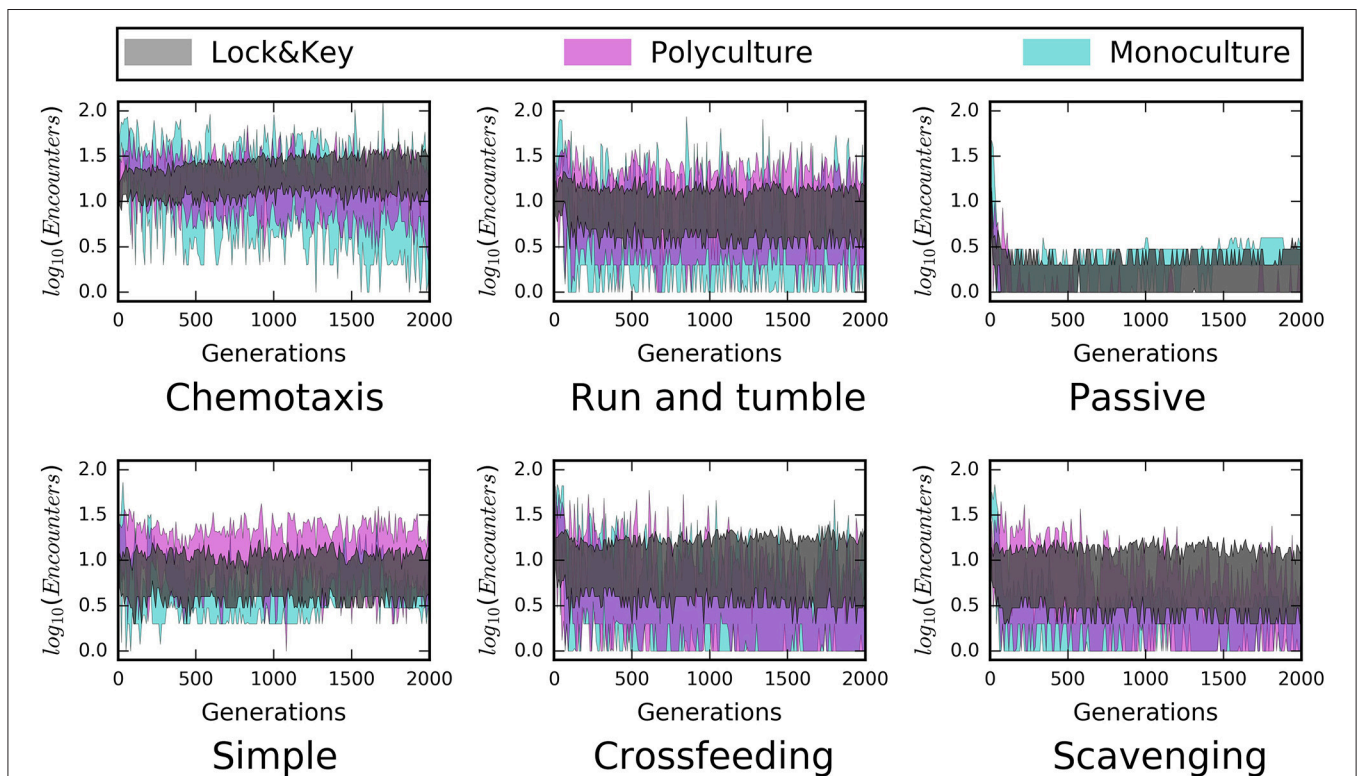 Lock&Key Polyculture Monoculture
log10(Encounters)
2.0
1.5
1.0
0.5
0.0
0 500 1000 1500 2000
Generations
Chemotaxis
log10(Encounters)
2.0
1.5
1.0
0.5
0.0
0 500 1000 1500 2000
Generations
Run and tumble
log10(Encounters)
2.0
1.5
1.0
0.5
0.0
0 500 1000 1500 2000
Generations
Passive
log10(Encounters)
2.0
1.5
1.0
0.5
0.0
0 500 1000 1500 2000
Generations
Simple
log10(Encounters)
2.0
1.5
1.0
0.5
0.0
0 500 1000 1500 2000
Generations
Crossfeeding
log10(Encounters)
2.0
1.5
1.0
0.5
0.0
0 500 1000 1500 2000
Generations
Scavenging